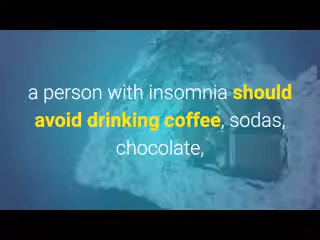 a person with insomnia should
avoid drinking coffee, sodas,
chocolate,